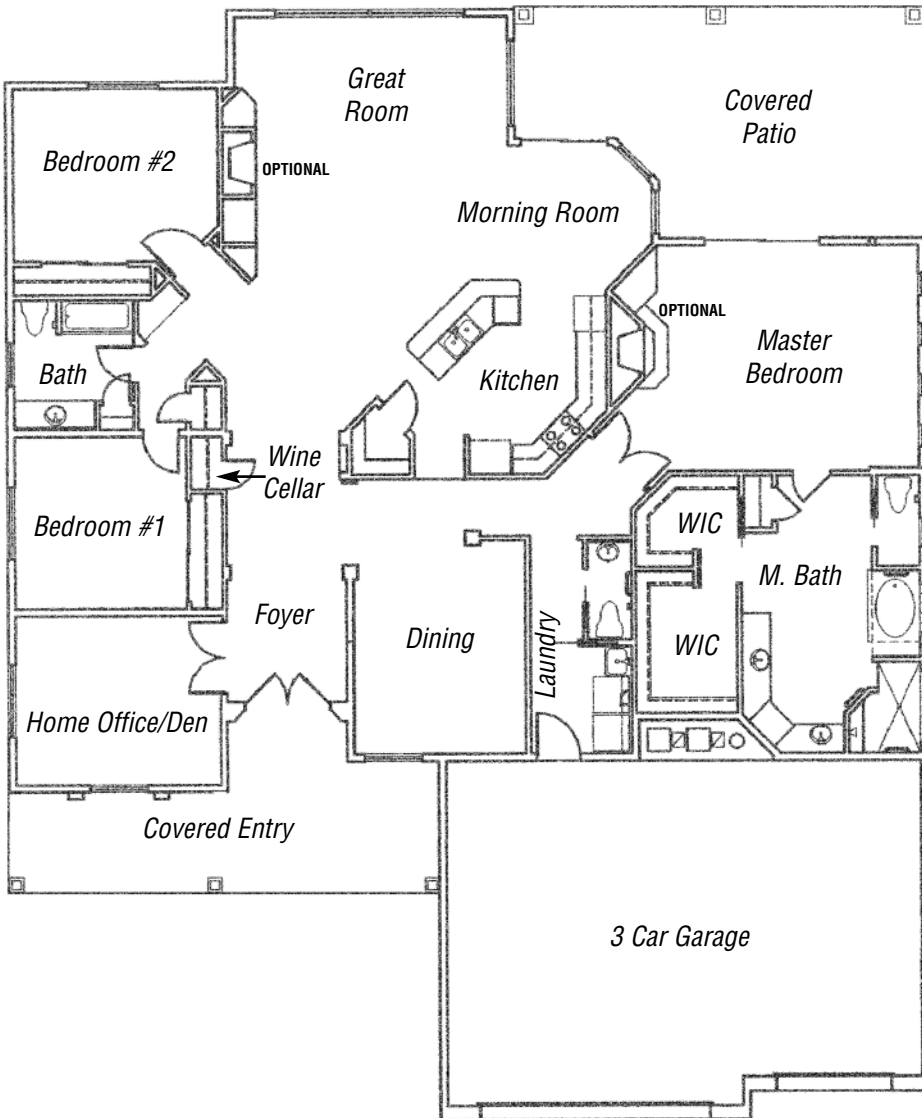 Great
Room
Covered
Patio
Bedroom #2
OPTIONAL
Morning Room
OPTIONAL
Master
Bedroom
Bath
Kitchen
Wine
Cellar
Bedroom #1
WIC
M. Bath
Foyer
Dining
Laundry
WIC
Home Office/Den
Covered Entry
3 Car Garage